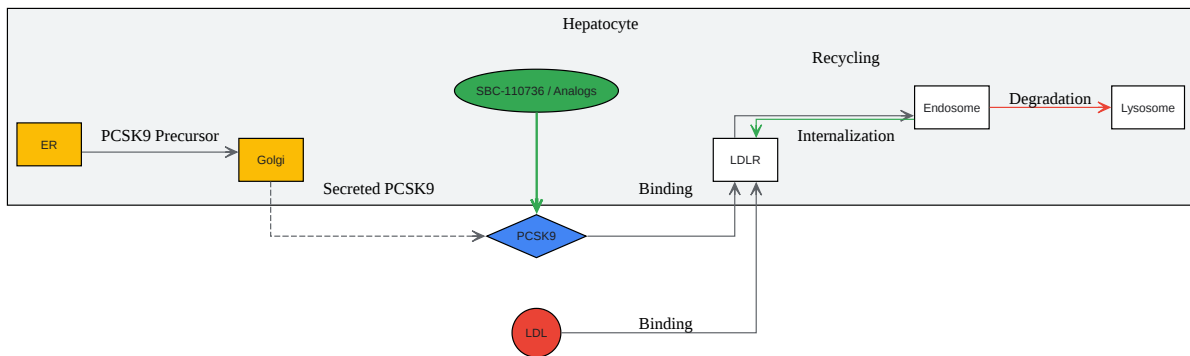 Hepatocyte
Recycling
SBC-110736 / Analogs
Endosome
Degradation
Lysosome
ER
PCSK9 Precursor
Golgi
Internalization
LDLR
Secreted PCSK9
Binding
PCSK9
LDL
Binding